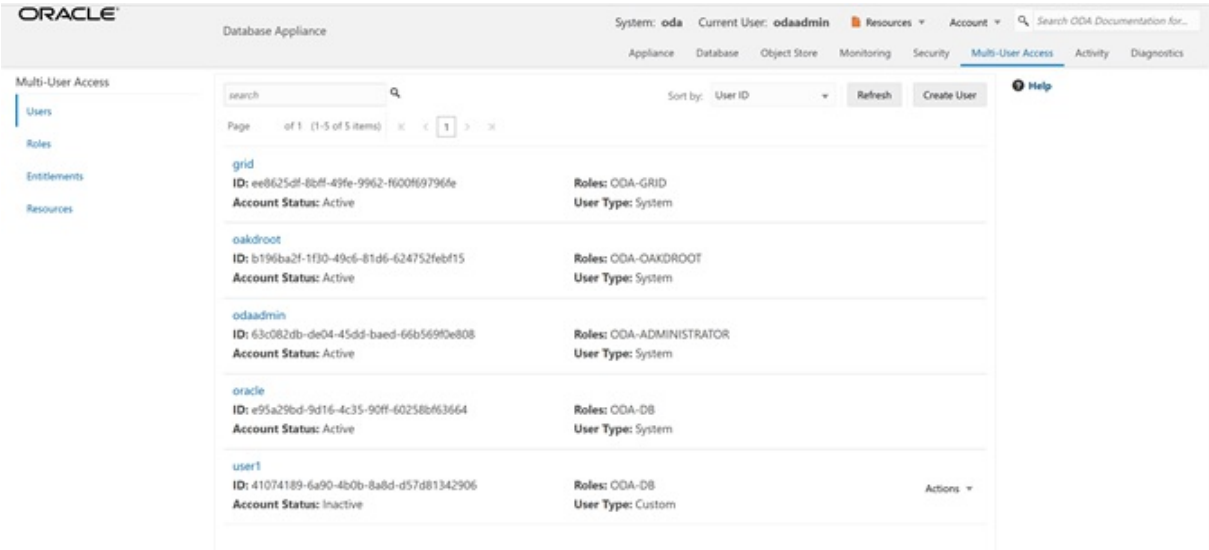 ORACLE
Database Appliance
System: oda Current User: odaadmin Resources Account Search ODA Documentation for...
Appliance Database Object Store Monitoring Security Multi-User Access Activity Diagnostics
Multi-User Access
Users
Roles
Entitlements
Resources
search
Sort by: User ID Refresh Create User
Help
Page of 1 (1-5 of 5 items) 1
grid
ID: ee8625df-8bff-49fe-9962-f600f69796fe Roles: ODA-GRID
Account Status: Active User Type: System
oakdroot
ID: b196ba2f-1f30-49c6-81d6-624752febf15 Roles: ODA-OAKDROOT
Account Status: Active User Type: System
odaadmin
ID: 63c082db-de04-45dd-baed-66b569f0e808 Roles: ODA-ADMINISTRATOR
Account Status: Active User Type: System
oracle
ID: e95a29bd-9d16-4c35-90ff-60258bf63664 Roles: ODA-DB
Account Status: Active User Type: System
user1
ID: 41074189-6a90-4b0b-8a8d-d57d81342906 Roles: ODA-DB Actions
Account Status: Inactive User Type: Custom